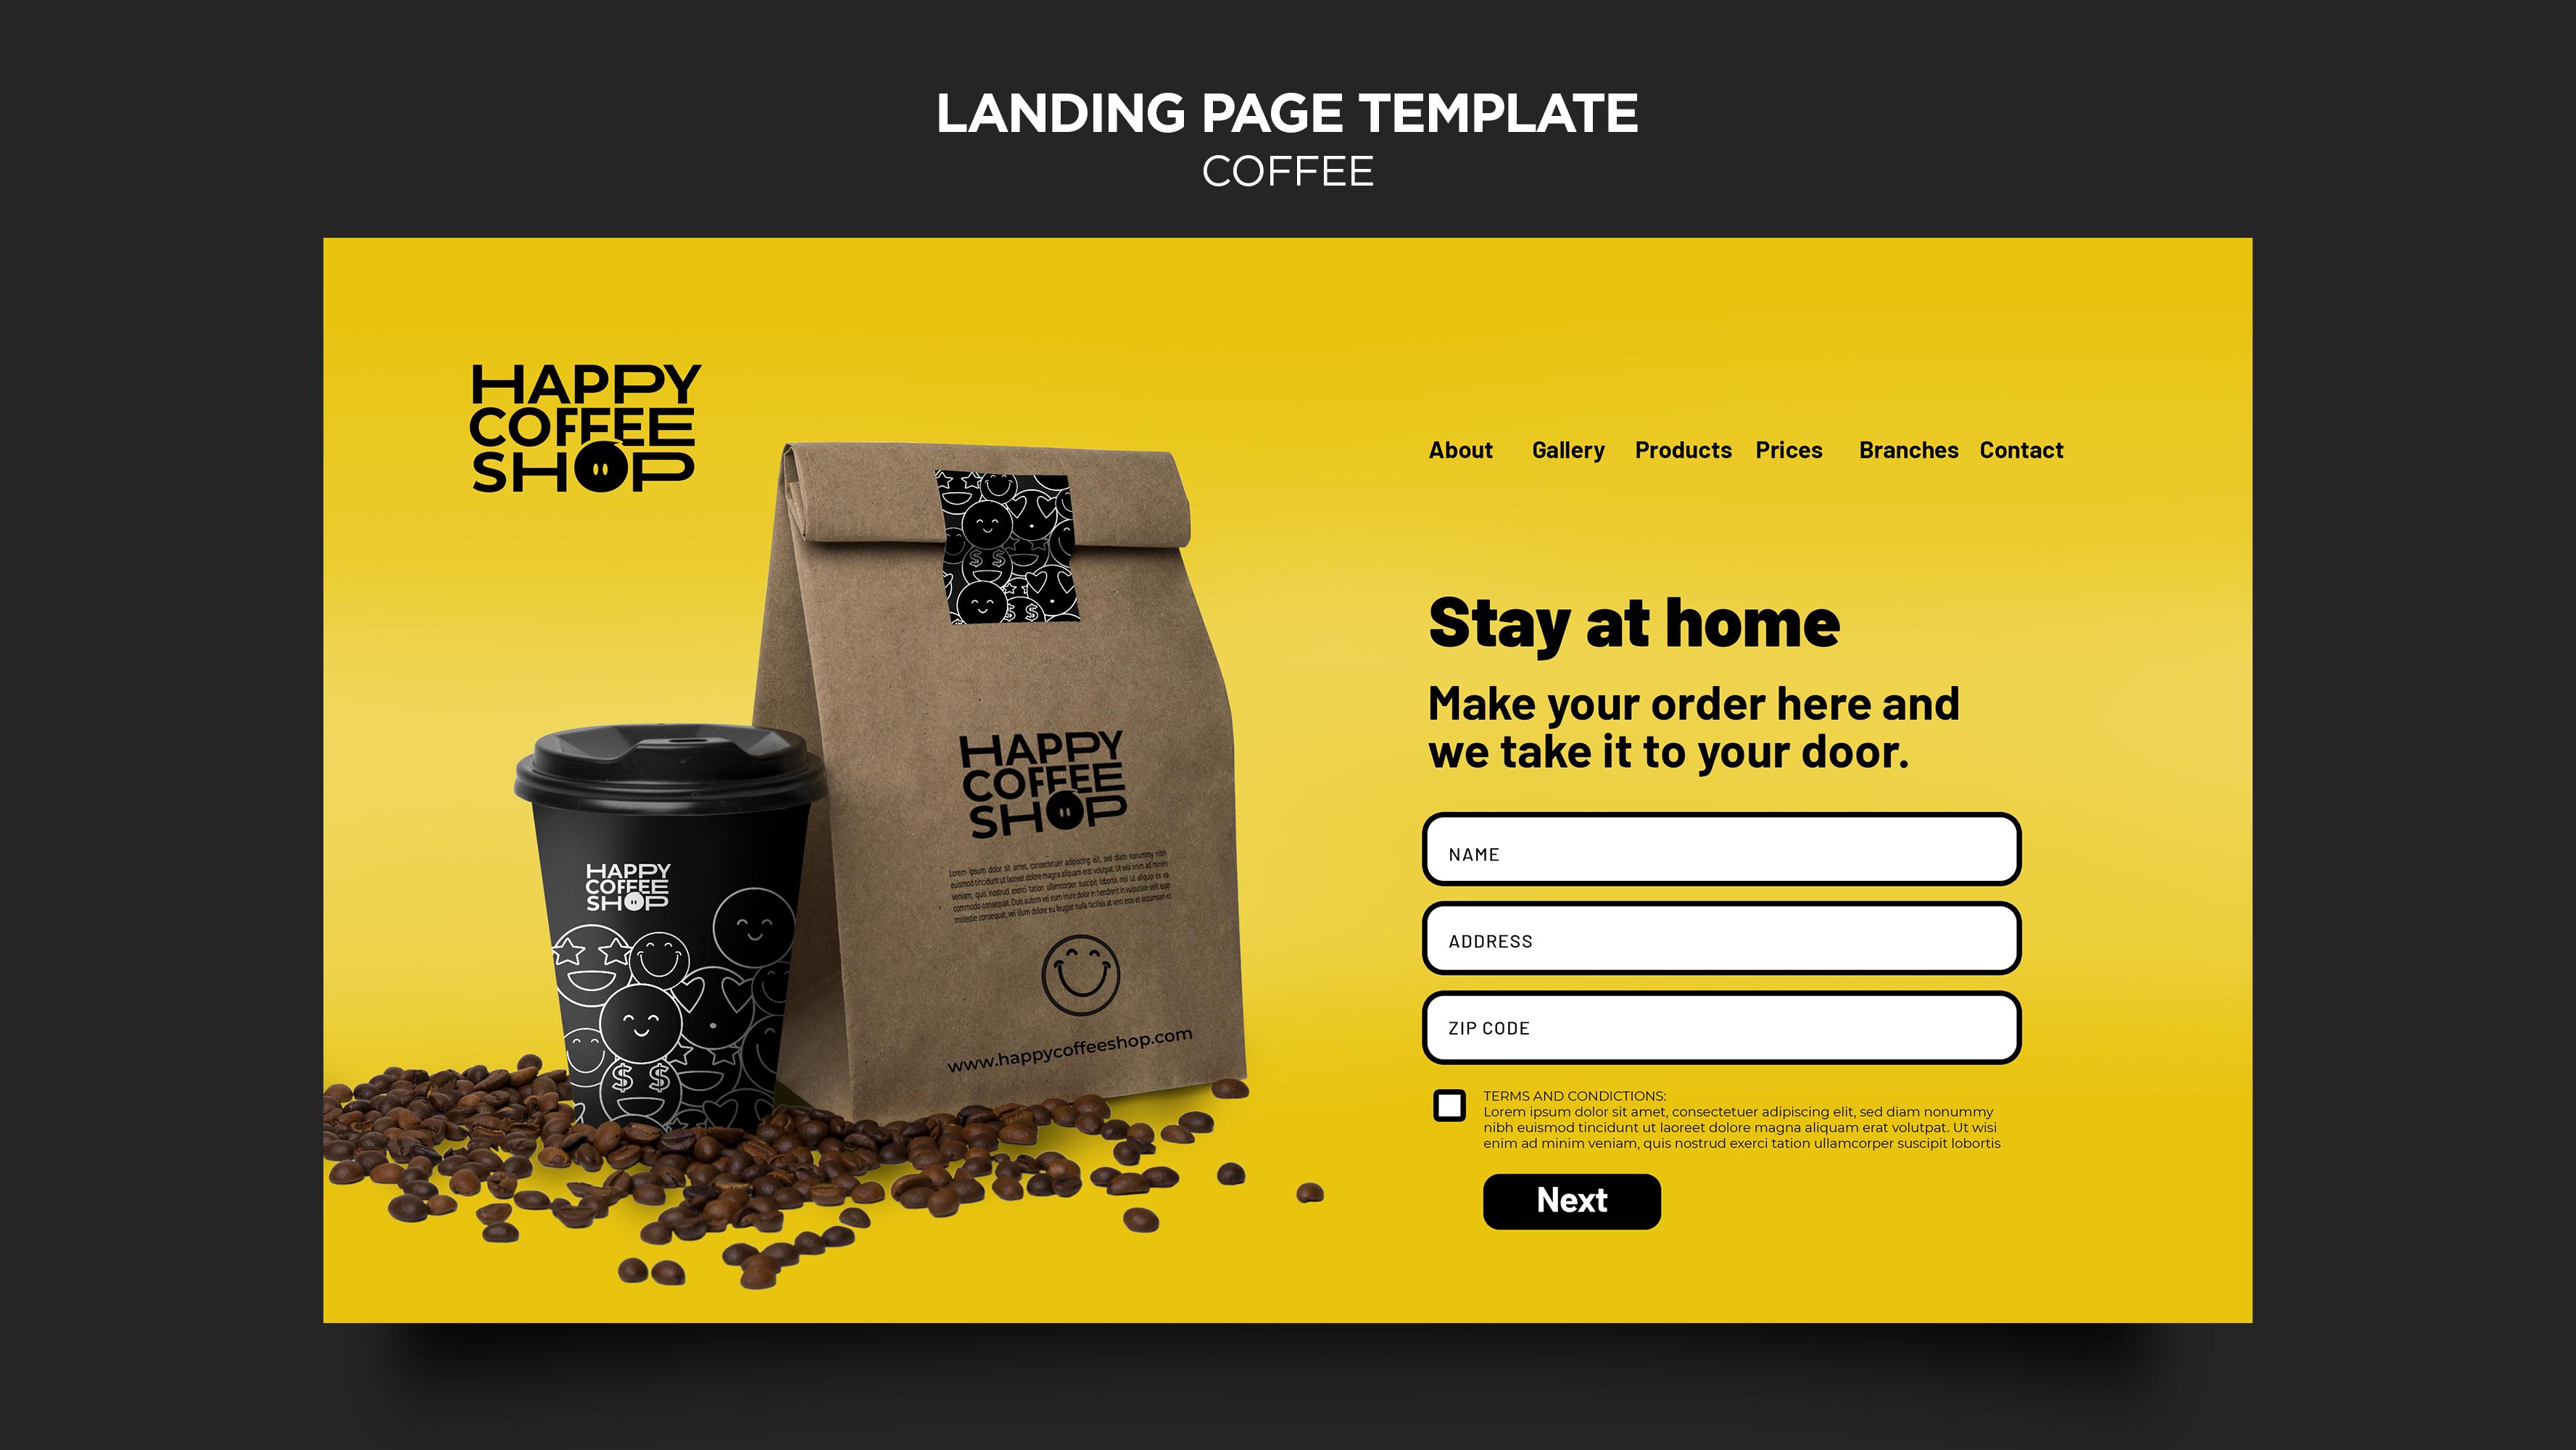 LANDING PAGE TEMPLATE
COFFEE
HAPPY
COFFEE
SHOP
About Gallery Products Prices Branches Contact
Stay at home
Make your order here and
we take it to your door.
NAME
ADDRESS
ZIP CODE
TERMS AND CONDICTIONS:
Lorem ipsum dolor sit amet, consectetuer adipiscing elit, sed diam nonummy
nibh euismod tincidunt ut laoreet dolore magna aliquam erat volutpat. Ut wisi
enim ad minim veniam, quis nostrud exerci tation ullamcorper suscipit lobortis
Next
HAPPY
COFFEE
SHOP
Lorem ipsum dolor sit amet, consectetuer adipiscing elit, sed diam nonummy nibh
euismod tincidunt ut laoreet dolore magna aliquam erat volutpat. Ut wisi enim ad minim
veniam, quis nostrud exerci tation ullamcorper suscipit lobortis nisl ut aliquip ex ea
commodo consequat. Duis autem vel eum iriure dolor in hendrerit in vulputate velit esse
molestie consequat, vel illum dolore eu feugiat nulla facilisis at vero eros et accumsan et
www.happycoffeeshop.com
HAPPY
COFFEE
SHOP